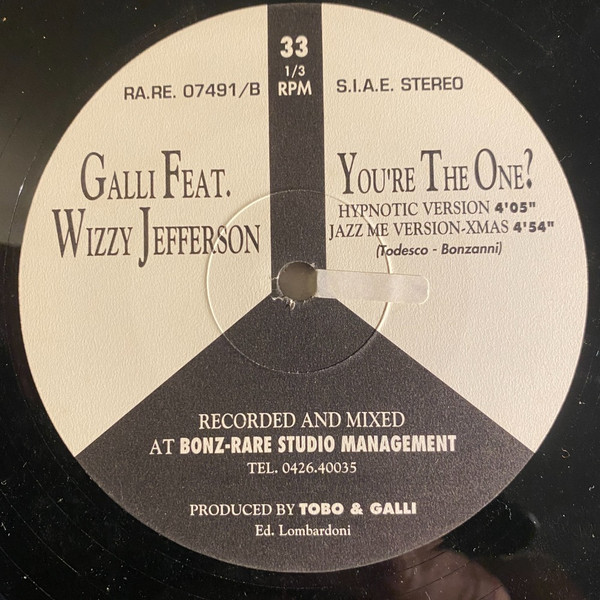 33
1/3
RPM
RA.RE. 07491/B
S.I.A.E. STEREO
GALLI FEAT.
WIZZY JEFFERSON
YOU'RE THE ONE?
HYPNOTIC VERSION 4'05"
JAZZ ME VERSION-XMAS 4'54"
(Todesco - Bonzanni)
RECORDED AND MIXED
AT BONZ-RARE STUDIO MANAGEMENT
TEL. 0426.40035
PRODUCED BY TOBO & GALLI
Ed. Lombardoni